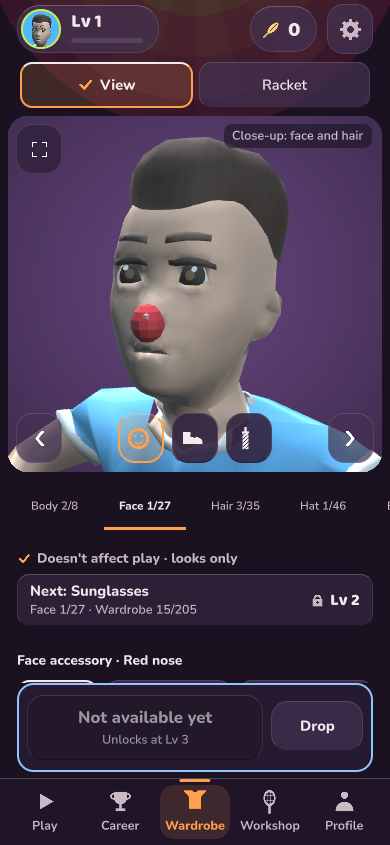 Lv 1
0
View
Racket
Close-up: face and hair
Body 2/8
Face 1/27
Hair 3/35
Hat 1/46
Doesn't affect play · looks only
Next: Sunglasses
Face 1/27 · Wardrobe 15/205
Lv 2
Face accessory · Red nose
Not available yet
Unlocks at Lv 3
Drop
Play
Career
Wardrobe
Workshop
Profile